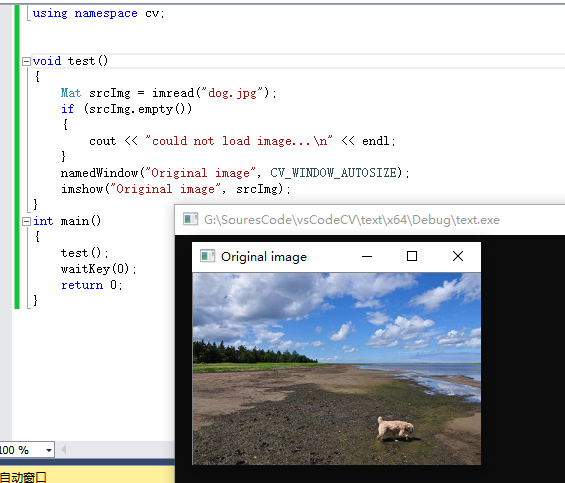 using namespace cv;
void test()
{
Mat srcImg = imread("dog.jpg");
if (srcImg.empty())
{
cout << "could not load image...\n" << endl;
}
namedWindow("Original image", CV_WINDOW_AUTOSIZE);
imshow("Original image", srcImg);
}
int main()
{
test();
waitKey(0);
return 0;
}
G:\SouresCode\vsCodeCV\text\x64\Debug\text.exe
Original image
100 %
自动窗口